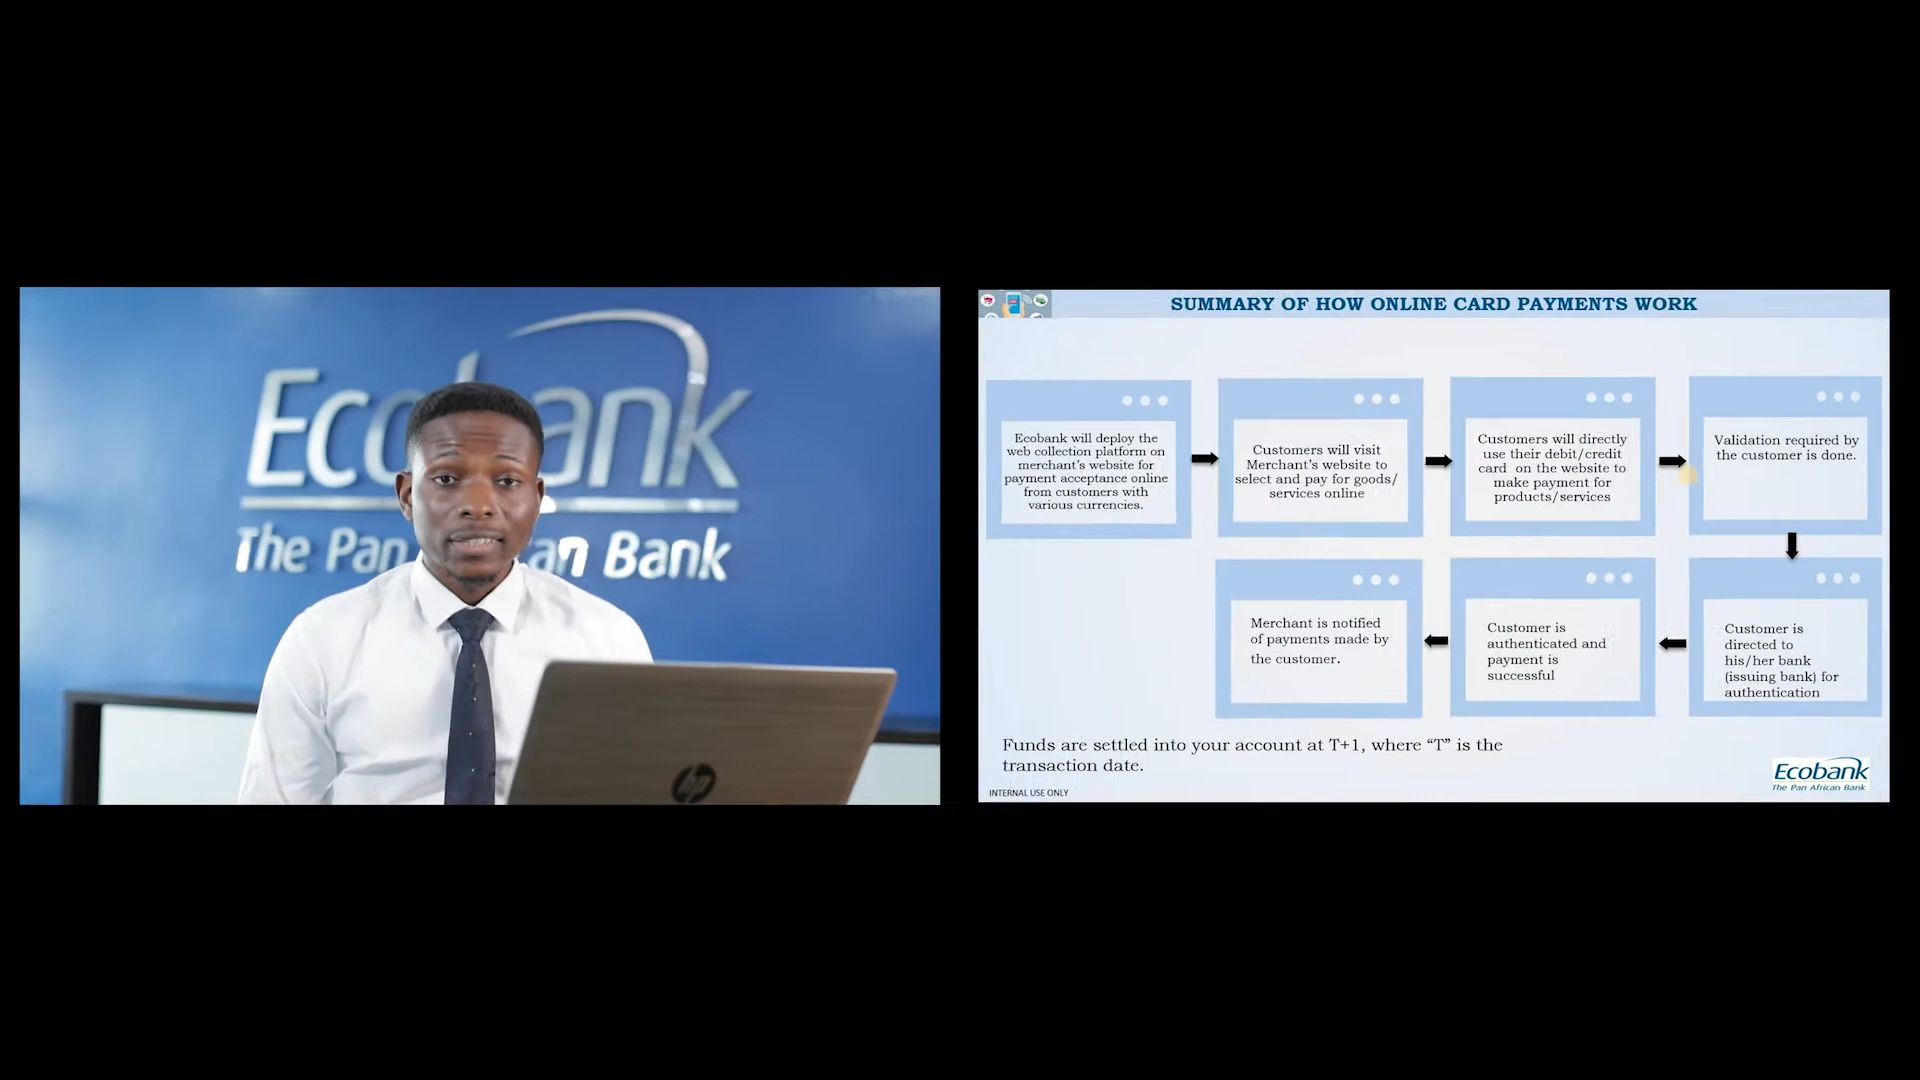 Ecobank
The Pan African Bank
hp
SUMMARY OF HOW ONLINE CARD PAYMENTS WORK
Ecobank will deploy the
web collection platform on
merchant's website for
payment acceptance online
from customers with
various currencies.
Customers will visit
Merchant's website to
select and pay for goods/
services online
Customers will directly
use their debit/credit
card on the website to
make payment for
products/services
Validation required by
the customer is done.
Customer is
directed to
his/her bank
(issuing bank) for
authentication
Customer is
authenticated and
payment is
successful
Merchant is notified
of payments made by
the customer.
Funds are settled into your account at T+1, where “T” is the
transaction date.
INTERNAL USE ONLY
Ecobank
The Pan African Bank